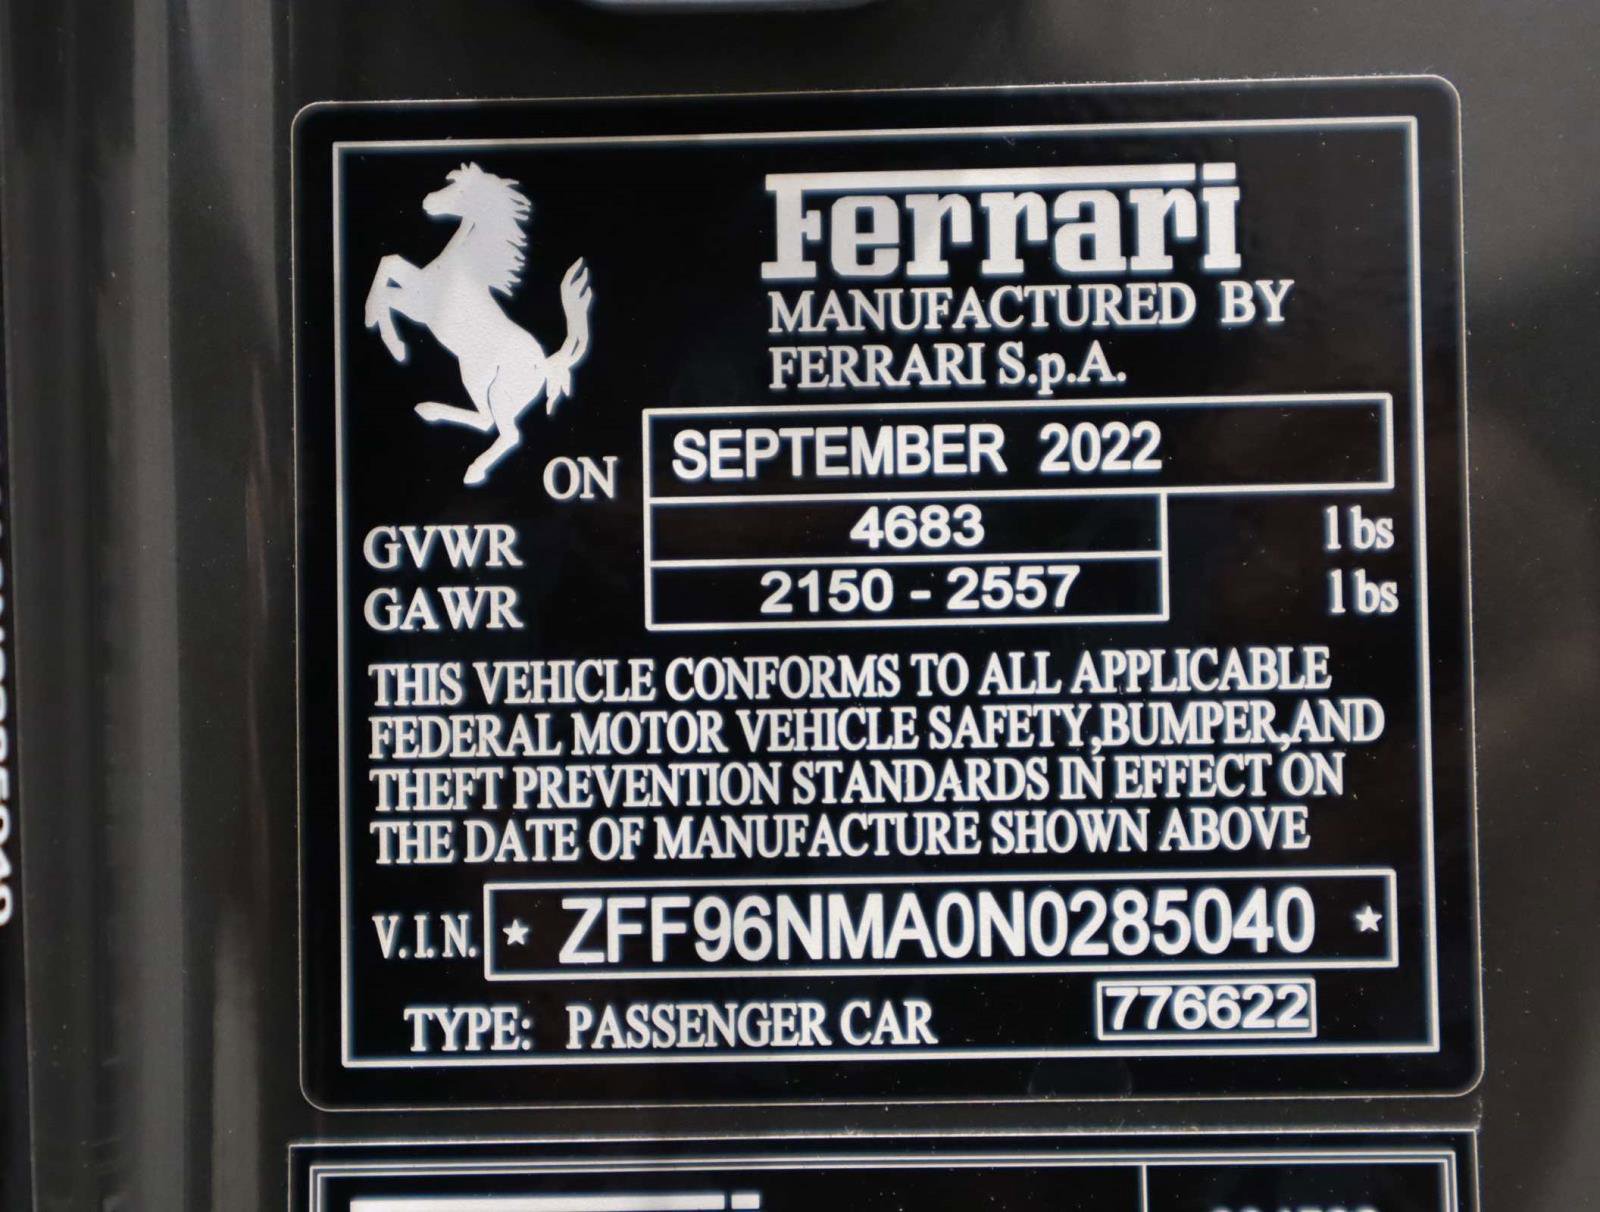 Ferrari
MANUFACTURED BY
FERRARI S.p.A.
ON SEPTEMBER 2022
GVWR 4683 lbs
GAWR 2150 - 2557 lbs
THIS VEHICLE CONFORMS TO ALL APPLICABLE
FEDERAL MOTOR VEHICLE SAFETY,BUMPER,AND
THEFT PREVENTION STANDARDS IN EFFECT ON
THE DATE OF MANUFACTURE SHOWN ABOVE
V.I.N. ★ ZFF96NMA0N0285040 ★
TYPE: PASSENGER CAR 776622